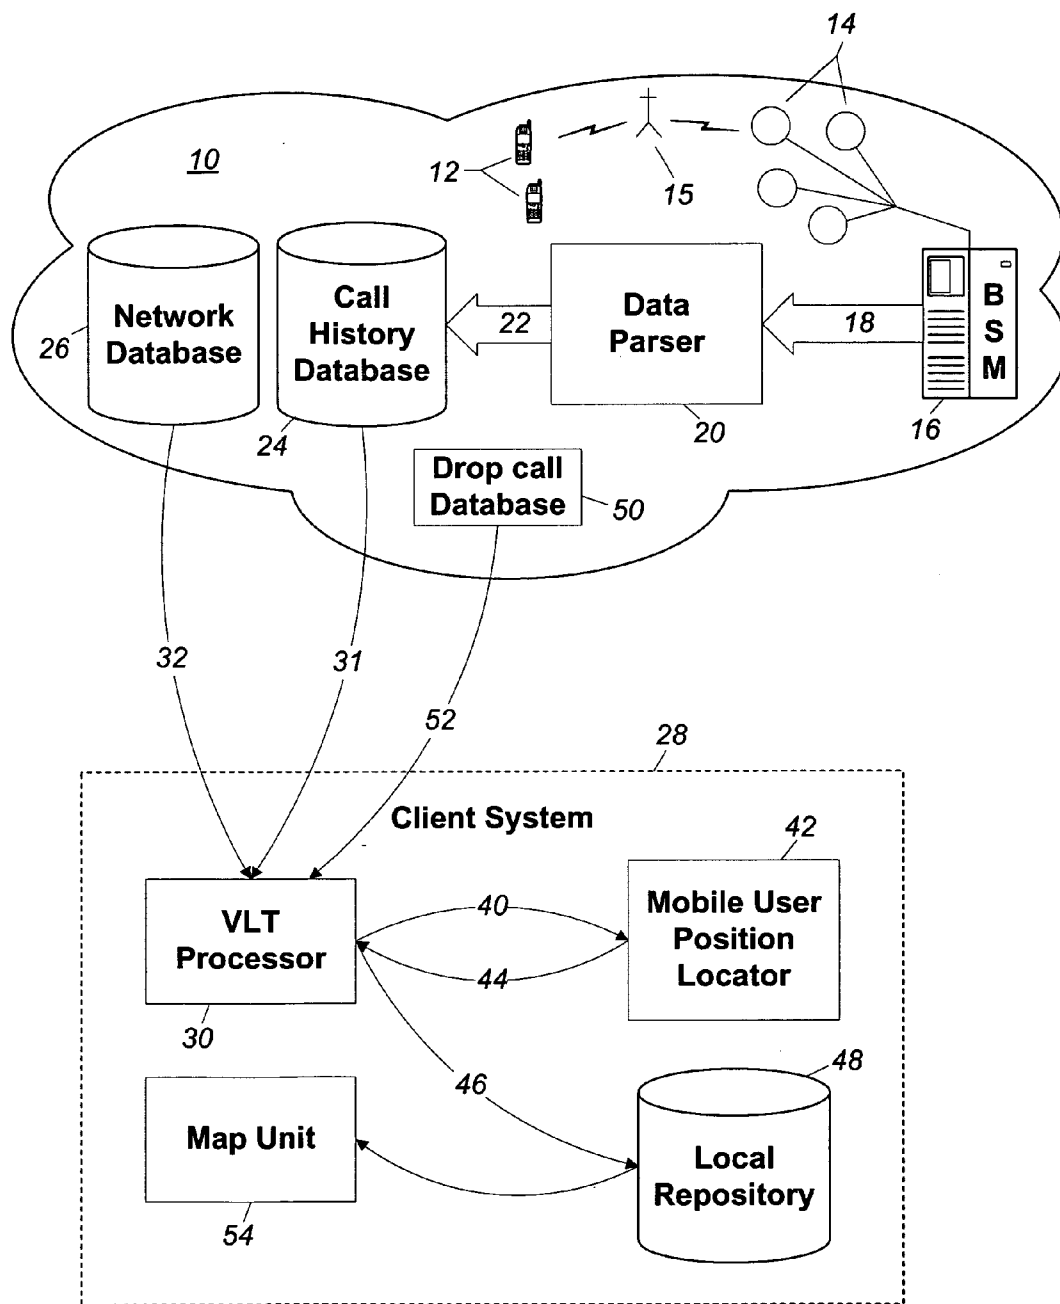 14
10
12
15
Network
Database
26
Call
History
Database
24
22
Data
Parser
20
18
B
S
M
16
Drop call
Database
50
32
31
52
28
Client System
VLT
Processor
30
40
44
42
Mobile User
Position
Locator
46
48
Local
Repository
Map Unit
54